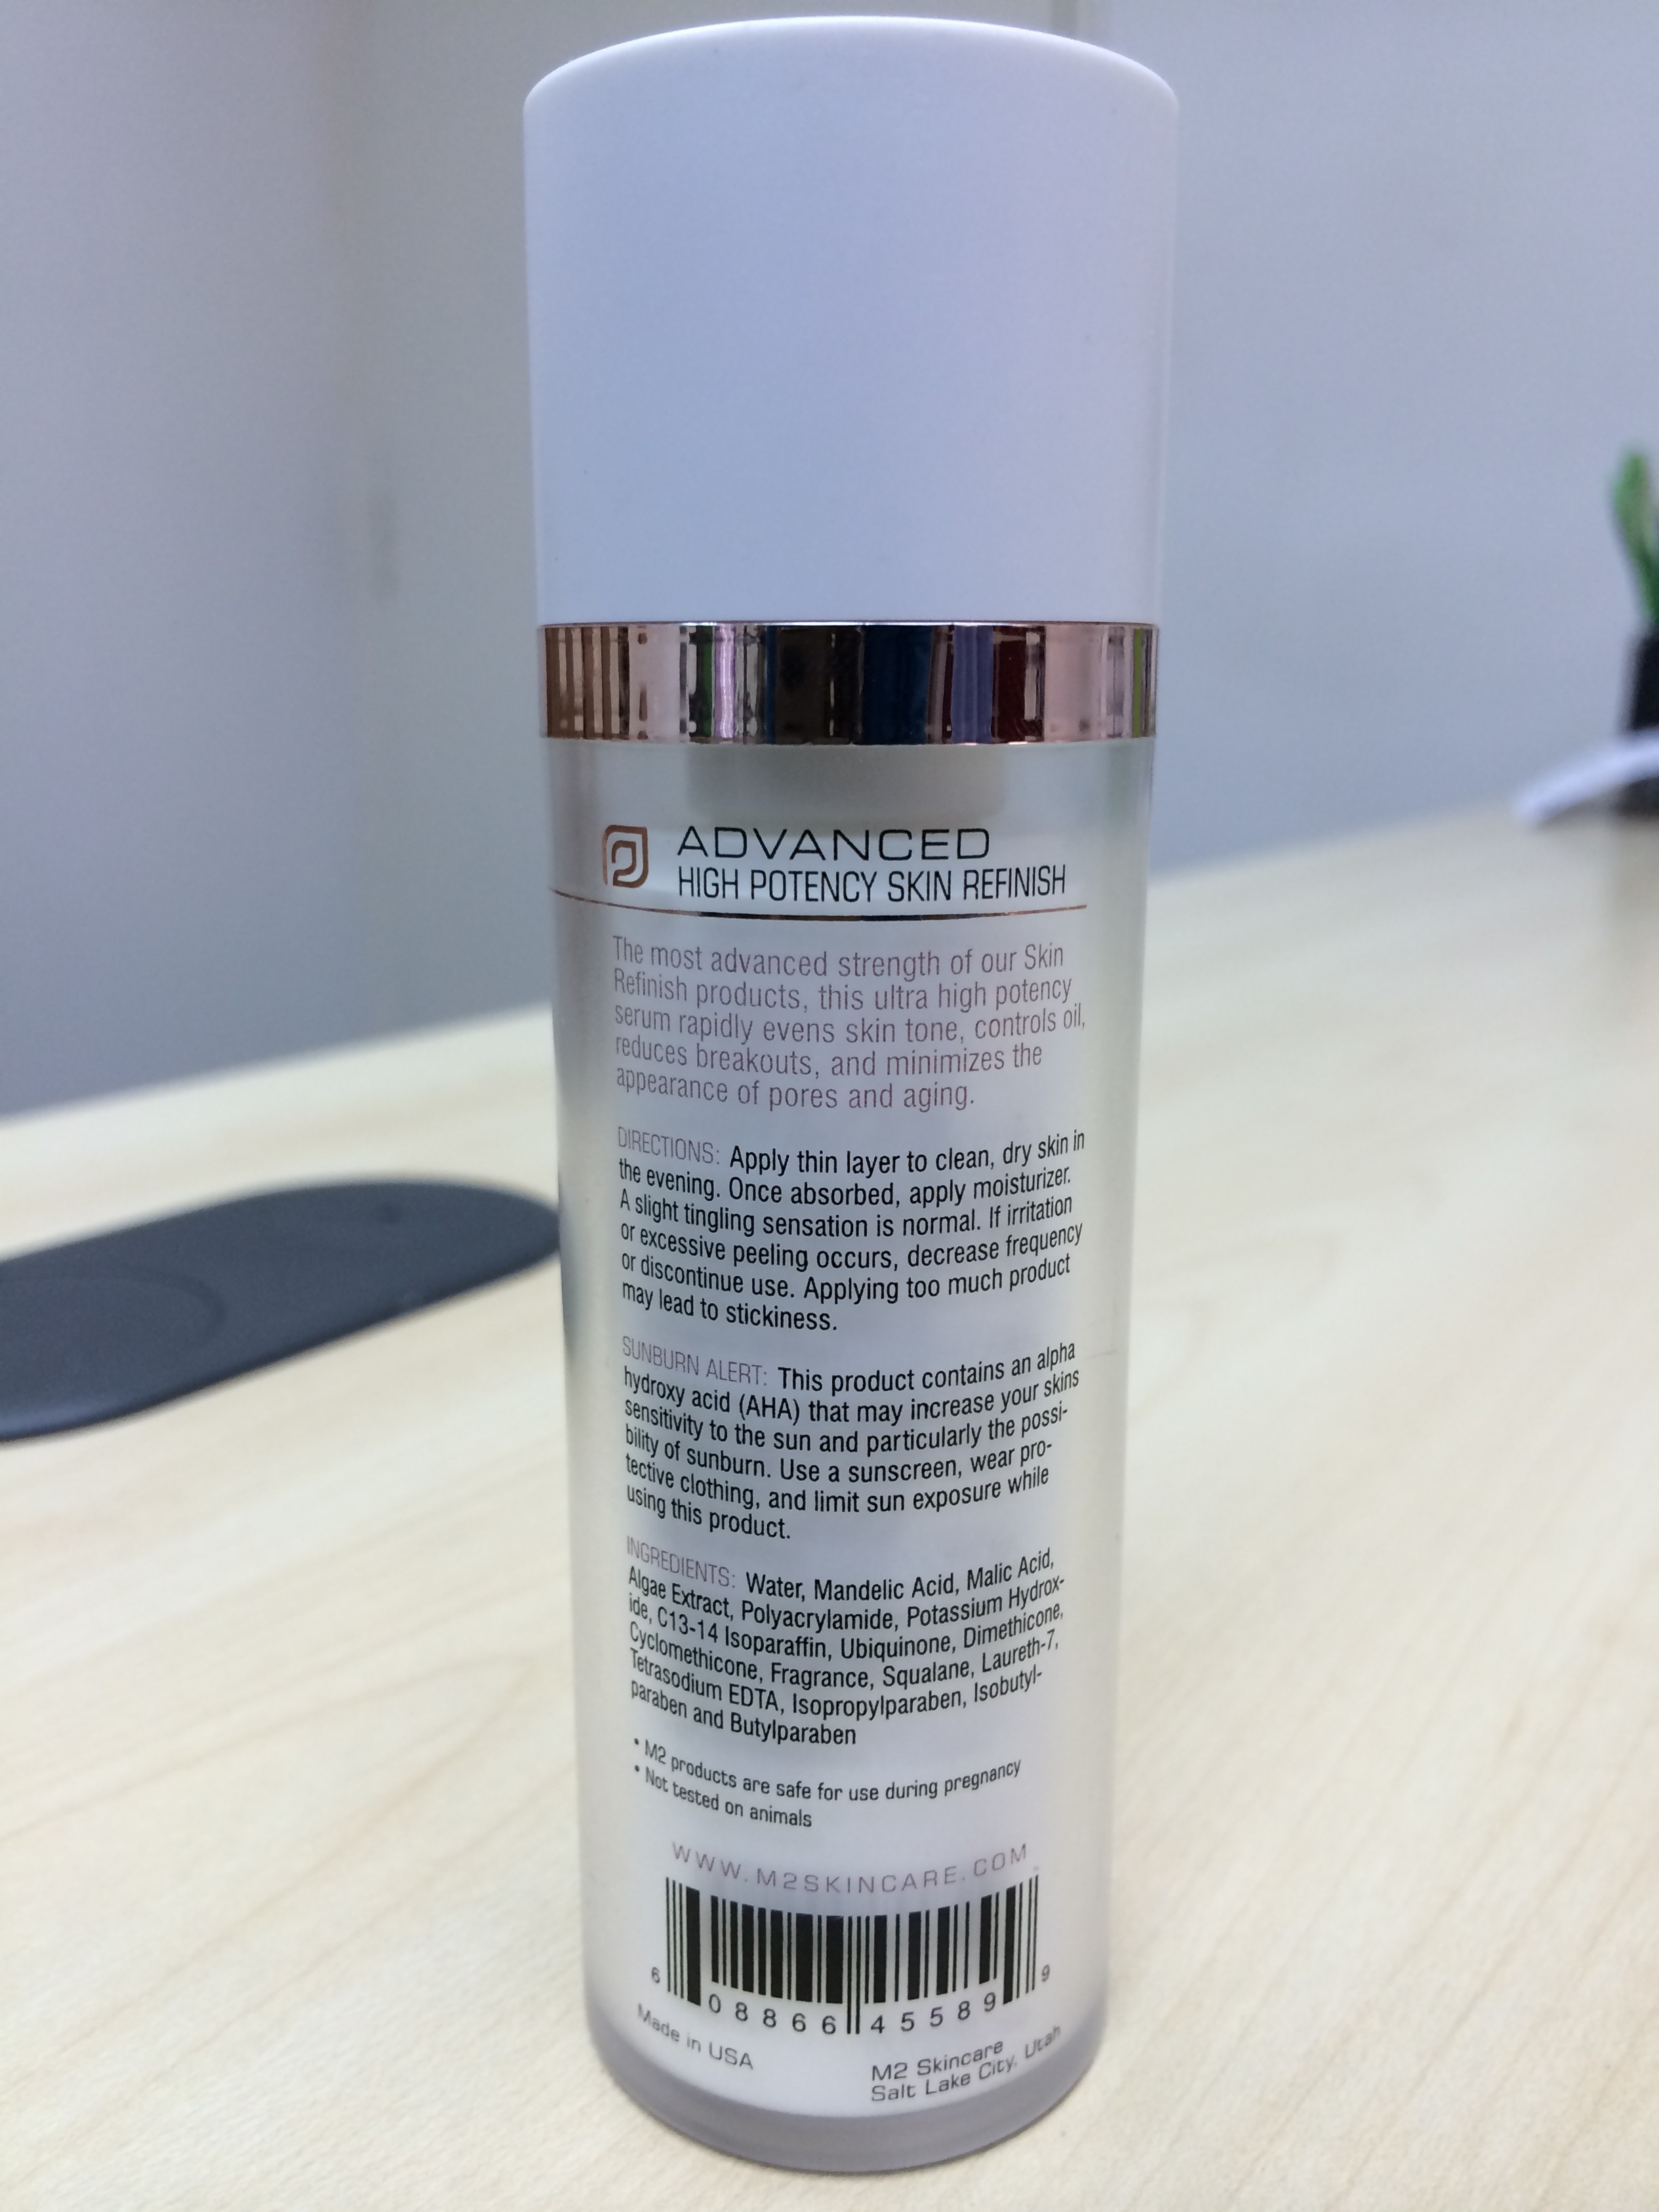 ADVANCED
HIGH POTENCY SKIN REFINISH
The most advanced strength of our Skin
Refinish products, this ultra high potency
serum rapidly evens skin tone, controls oil,
reduces breakouts, and minimizes the
appearance of pores and aging.
DIRECTIONS: Apply thin layer to clean, dry skin in
the evening. Once absorbed, apply moisturizer.
A slight tingling sensation is normal. If irritation
or excessive peeling occurs, decrease frequency
or discontinue use. Applying too much product
may lead to stickiness.
SUNBURN ALERT: This product contains an alpha
hydroxy acid (AHA) that may increase your skins
sensitivity to the sun and particularly the possi-
bility of sunburn. Use a sunscreen, wear pro-
tective clothing, and limit sun exposure while
using this product.
INGREDIENTS: Water, Mandelic Acid, Malic Acid,
Algae Extract, Polyacrylamide, Potassium Hydrox-
ide, C13-14 Isoparaffin, Ubiquinone, Dimethicone,
Cyclomethicone, Fragrance, Squalane, Laureth-7,
Tetrasodium EDTA, Isopropylparaben, Isobutyl-
paraben and Butylparaben
• M2 products are safe for use during pregnancy
• Not tested on animals
WWW.M2SKINCARE.COM
6 08866 45589 9
Made in USA
M2 Skincare
Salt Lake City, Utah